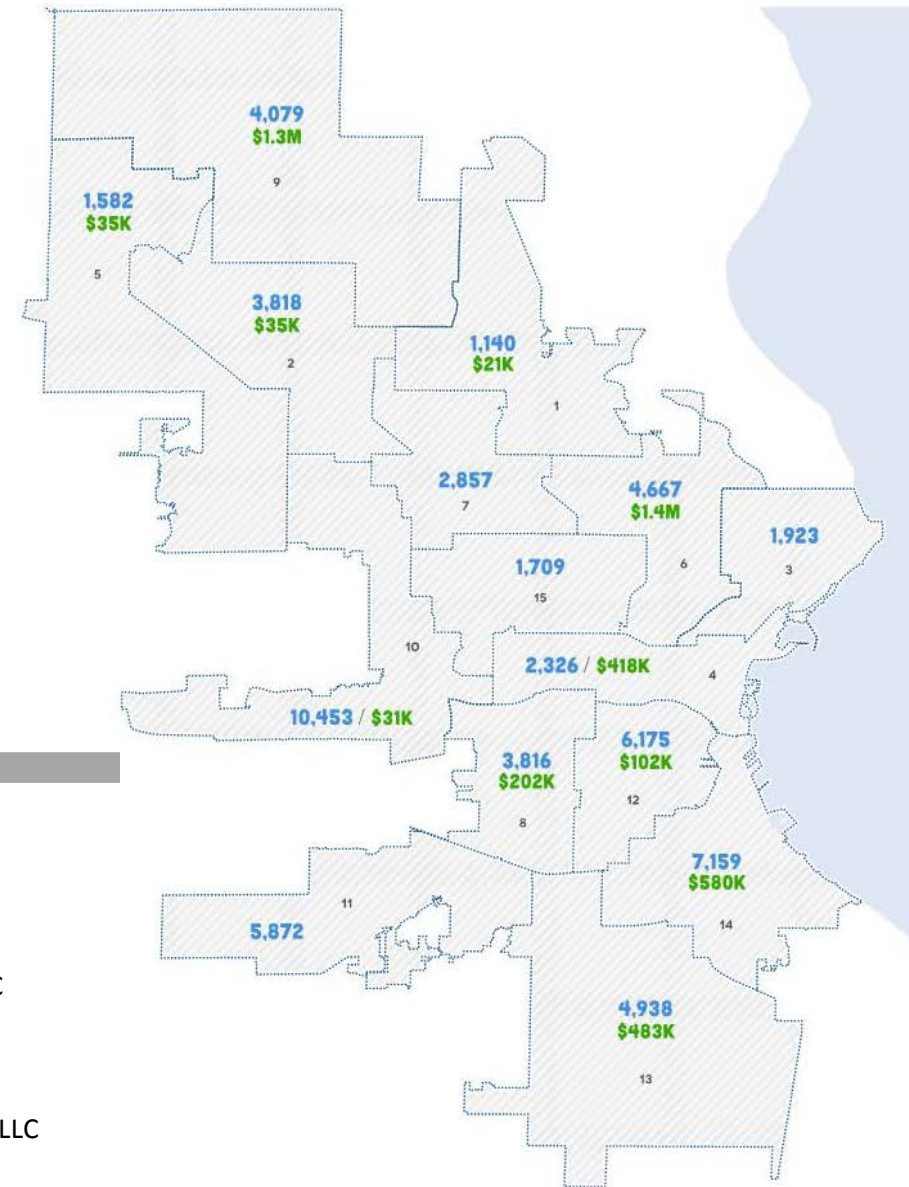 4,079
$1.3M
9
1,582
$35K
5
3,818
$35K
2
1,140
$21K
1
2,857
7
4,667
$1.4M
6
1,923
3
1,709
15
10
2,326 / $418K
4
10,453 / $31K
3,816
$202K
8
6,175
$102K
12
7,159
$580K
14
11
5,872
4,938
$483K
13
C
LLC